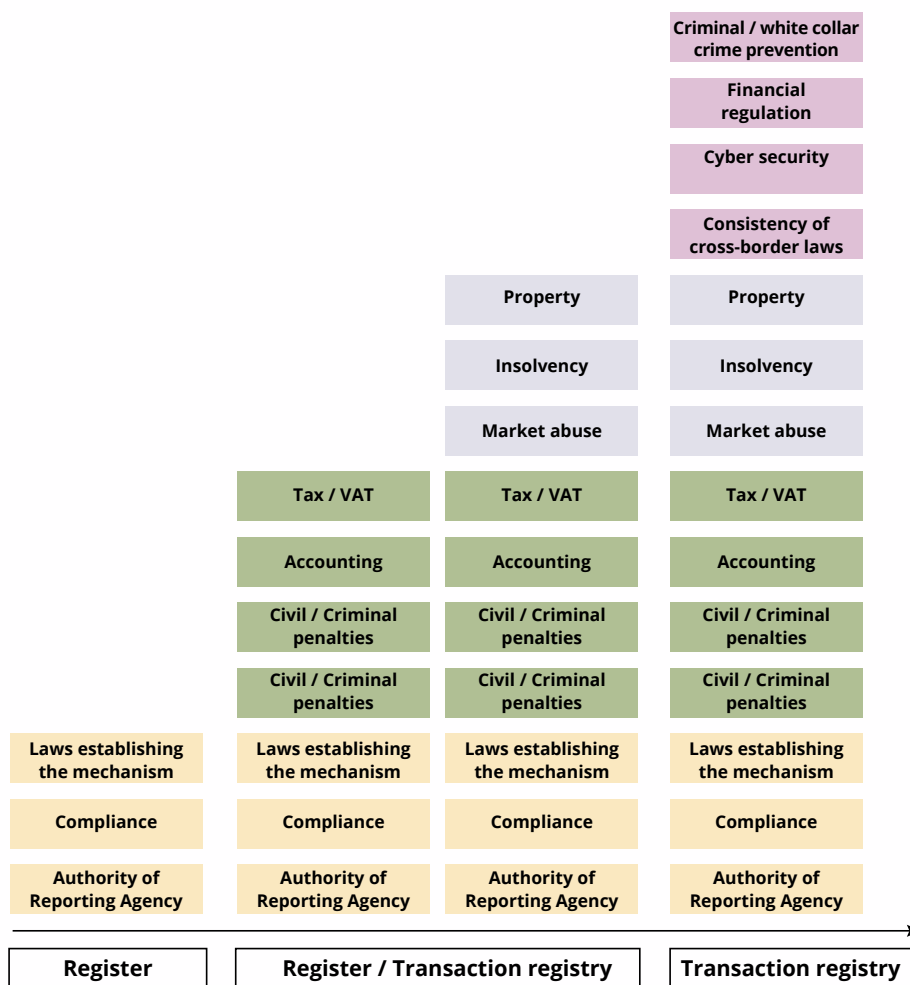 Criminal / white collar
crime prevention
Financial
regulation
Cyber security
Consistency of
cross-border laws
Property
Property
Insolvency
Insolvency
Market abuse
Market abuse
Tax / VAT
Tax / VAT
Tax / VAT
Accounting
Accounting
Accounting
Civil / Criminal
penalties
Civil / Criminal
penalties
Civil / Criminal
penalties
Civil / Criminal
penalties
Civil / Criminal
penalties
Civil / Criminal
penalties
Laws establishing
the mechanism
Laws establishing
the mechanism
Laws establishing
the mechanism
Laws establishing
the mechanism
Compliance
Compliance
Compliance
Compliance
Authority of
Reporting Agency
Authority of
Reporting Agency
Authority of
Reporting Agency
Authority of
Reporting Agency
Register
Register / Transaction registry
Transaction registry